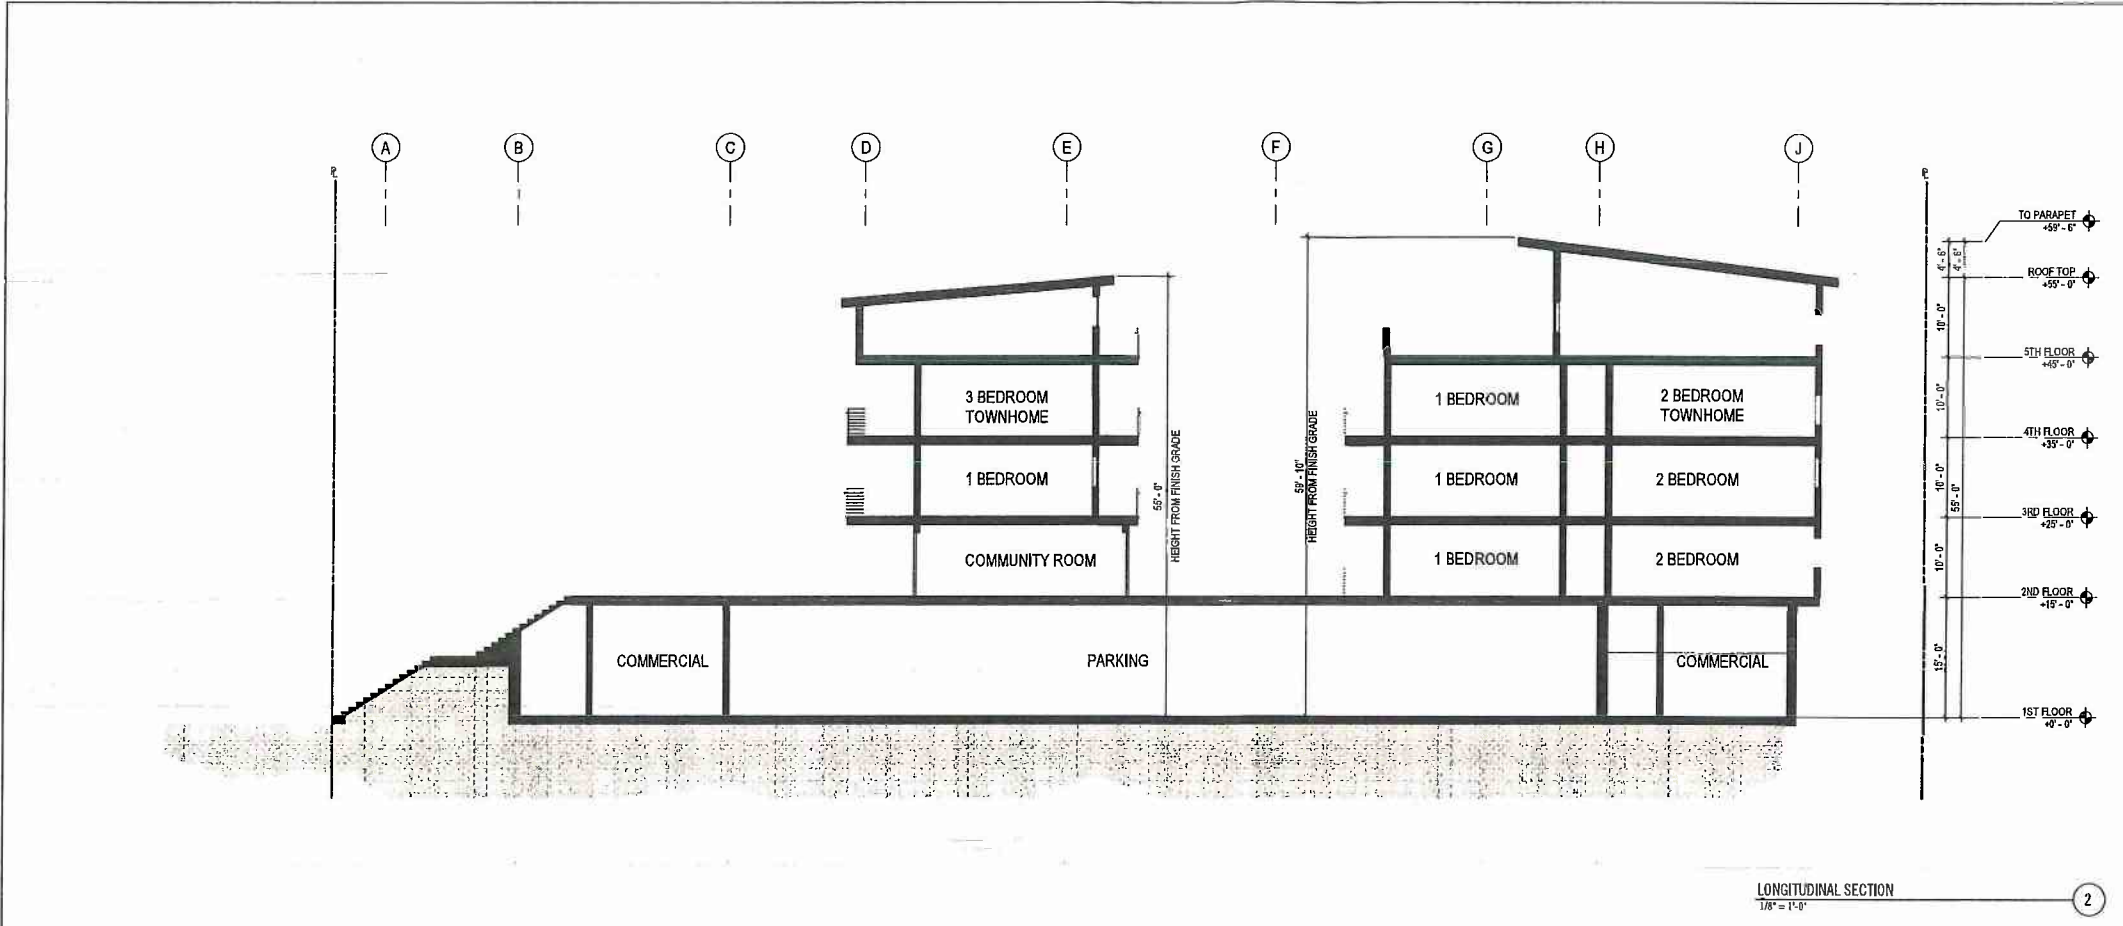 A
B
C
D
E
F
G
H
J
PL
PL
TO PARAPET
+59' - 6"
4' - 6"
4' - 6"
ROOF TOP
+55' - 0"
10' - 0"
5TH FLOOR
+45' - 0"
3 BEDROOM
TOWNHOME
1 BEDROOM
2 BEDROOM
TOWNHOME
10' - 0"
4TH FLOOR
+35' - 0"
55' - 0"
HEIGHT FROM FINISH GRADE
59' - 10"
HEIGHT FROM FINISH GRADE
1 BEDROOM
1 BEDROOM
2 BEDROOM
10' - 0"
55' - 0"
3RD FLOOR
+25' - 0"
COMMUNITY ROOM
1 BEDROOM
2 BEDROOM
10' - 0"
2ND FLOOR
+15' - 0"
COMMERCIAL
PARKING
COMMERCIAL
15' - 0"
1ST FLOOR
+0' - 0"
LONGITUDINAL SECTION
1/8" = 1'-0"
2